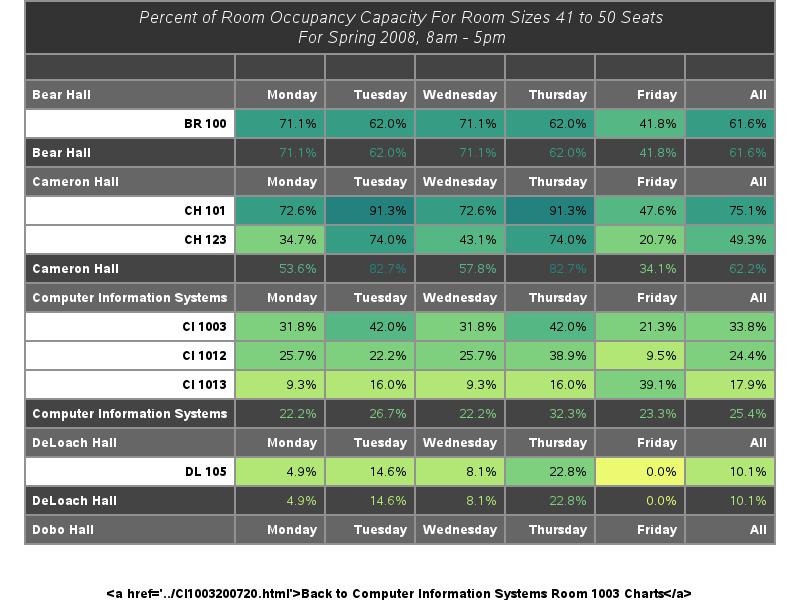 Percent of Room Occupancy Capacity For Room Sizes 41 to 50 Seats
For Spring 2008, 8am - 5pm
Bear Hall Monday Tuesday Wednesday Thursday Friday All
BR 100 71.1% 62.0% 71.1% 62.0% 41.8% 61.6%
Bear Hall 71.1% 62.0% 71.1% 62.0% 41.8% 61.6%
Cameron Hall Monday Tuesday Wednesday Thursday Friday All
CH 101 72.6% 91.3% 72.6% 91.3% 47.6% 75.1%
CH 123 34.7% 74.0% 43.1% 74.0% 20.7% 49.3%
Cameron Hall 53.6% 82.7% 57.8% 82.7% 34.1% 62.2%
Computer Information Systems Monday Tuesday Wednesday Thursday Friday All
CI 1003 31.8% 42.0% 31.8% 42.0% 21.3% 33.8%
CI 1012 25.7% 22.2% 25.7% 38.9% 9.5% 24.4%
CI 1013 9.3% 16.0% 9.3% 16.0% 39.1% 17.9%
Computer Information Systems 22.2% 26.7% 22.2% 32.3% 23.3% 25.4%
DeLoach Hall Monday Tuesday Wednesday Thursday Friday All
DL 105 4.9% 14.6% 8.1% 22.8% 0.0% 10.1%
DeLoach Hall 4.9% 14.6% 8.1% 22.8% 0.0% 10.1%
Dobo Hall Monday Tuesday Wednesday Thursday Friday All
&lt;a href='../CI1003200720.html'&gt;Back to Computer Information Systems Room 1003 Charts&lt;/a&gt;